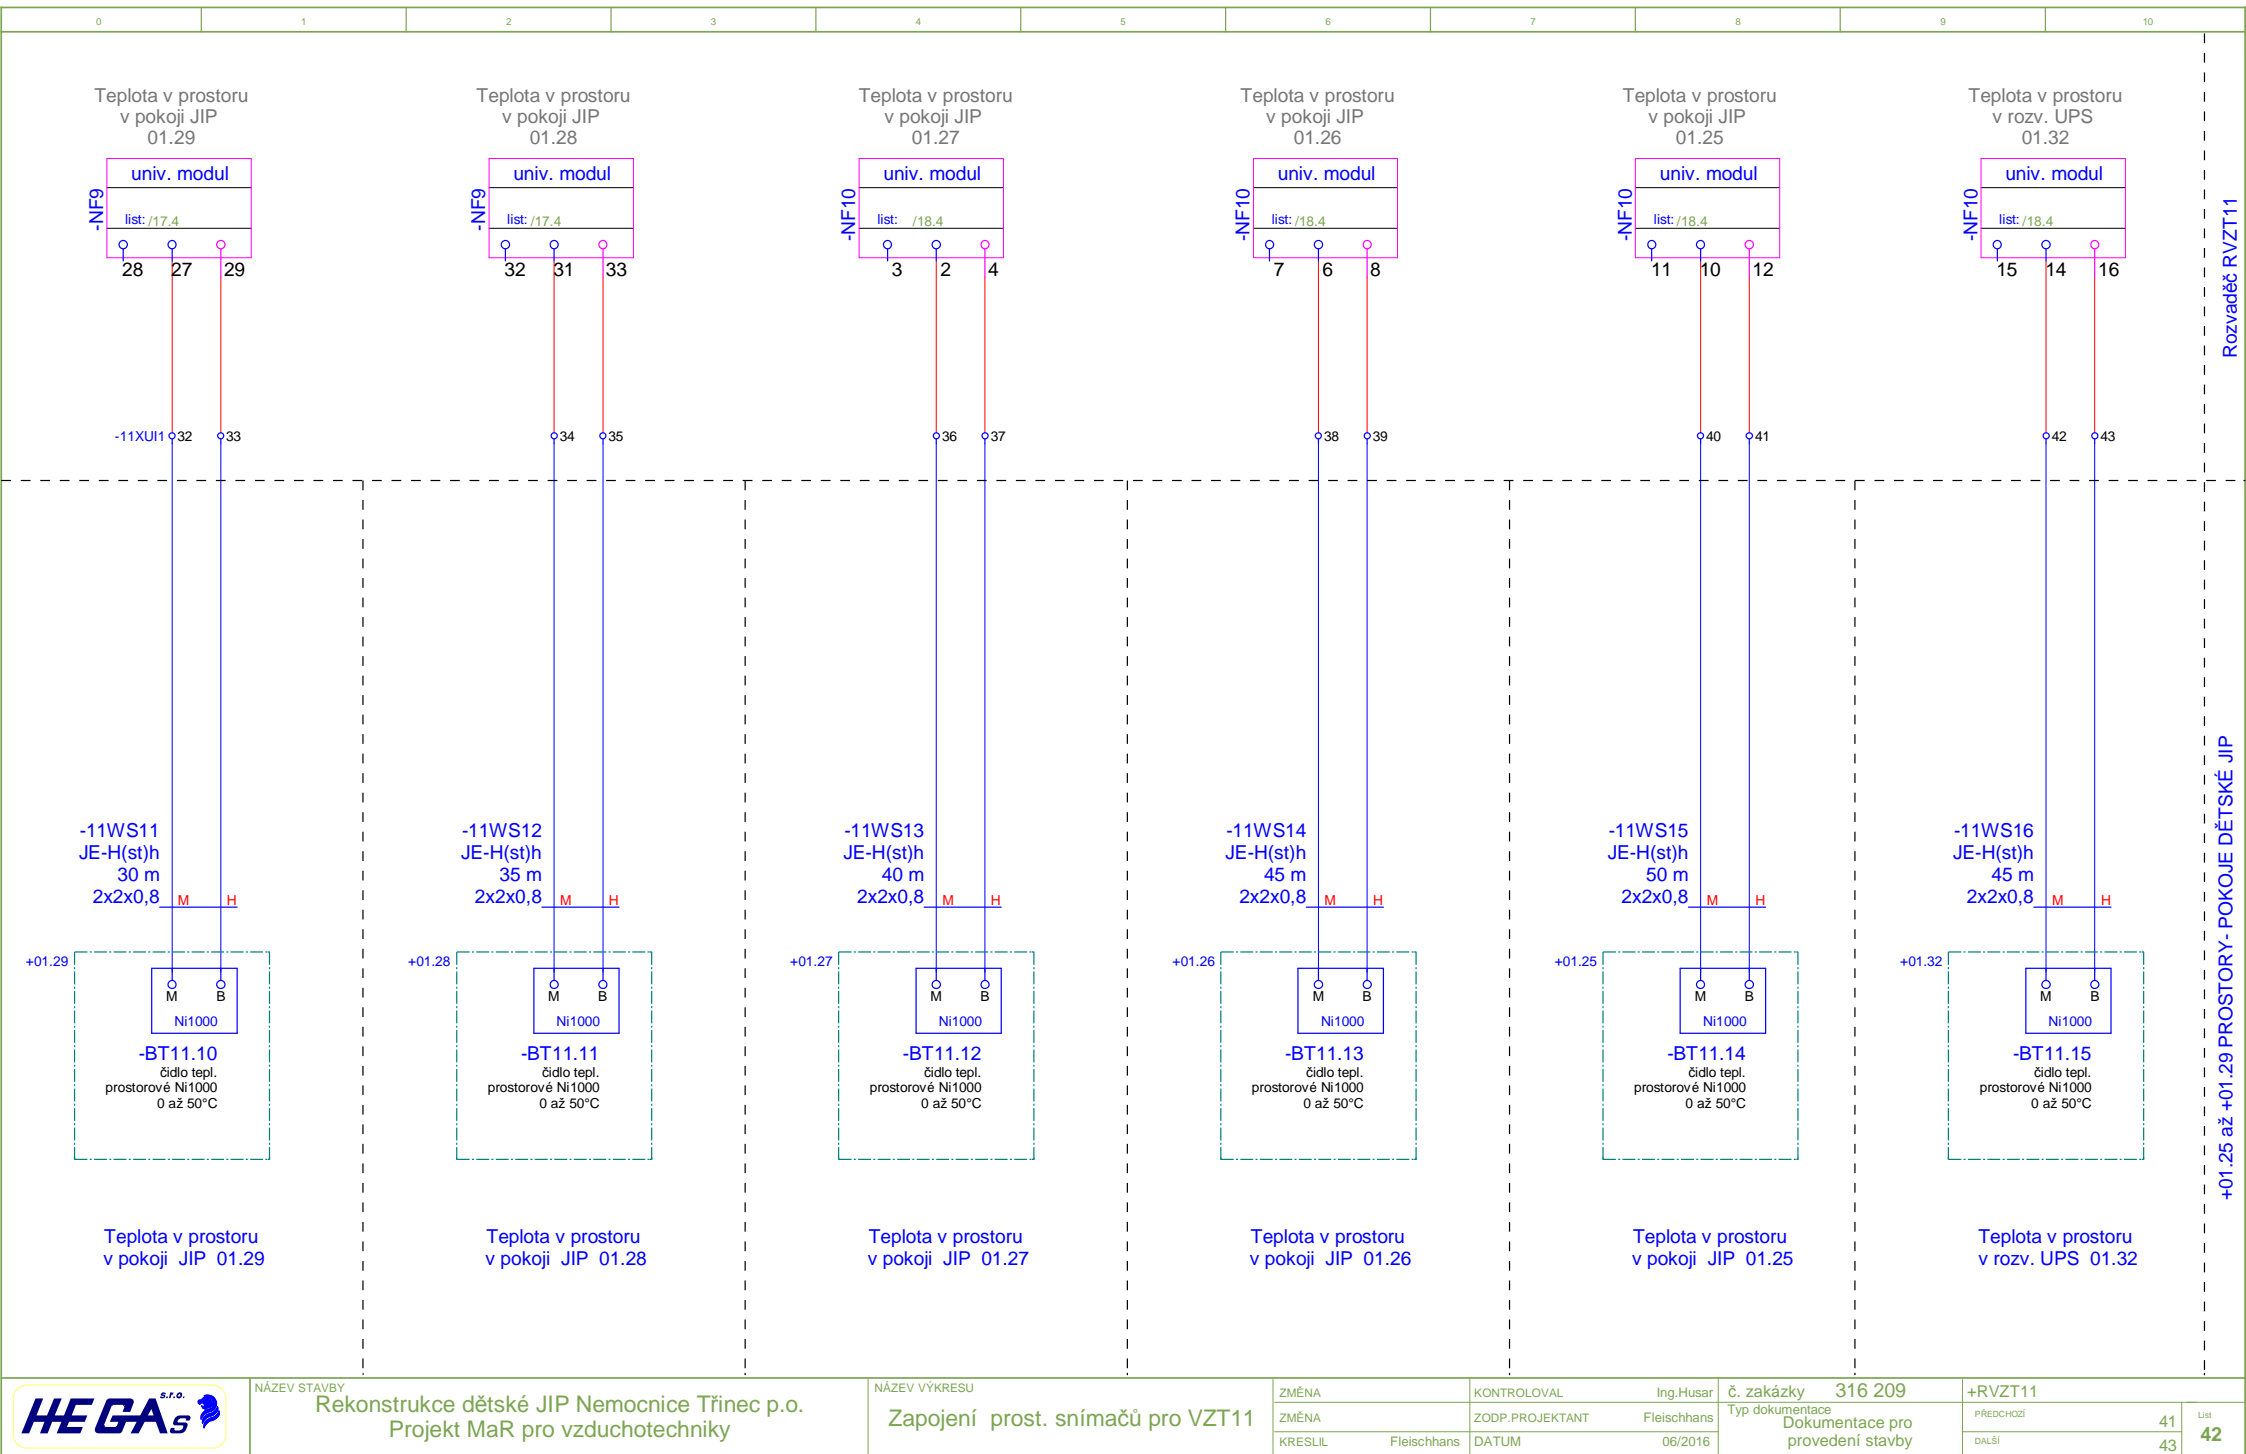 0 1 2 3 4 5 6 7 8 9 10
Teplota v prostoru
v pokoji JIP
01.29
univ. modul
-NF9
list: /17.4
28 27 29
-11XUI1 32 33
-11WS11
JE-H(st)h
30 m
2x2x0,8 M H
+01.29
M B
Ni1000
-BT11.10
čidlo tepl.
prostorové Ni1000
0 až 50°C
Teplota v prostoru
v pokoji JIP 01.29
Teplota v prostoru
v pokoji JIP
01.28
univ. modul
-NF9
list: /17.4
32 31 33
34 35
-11WS12
JE-H(st)h
35 m
2x2x0,8 M H
+01.28
M B
Ni1000
-BT11.11
čidlo tepl.
prostorové Ni1000
0 až 50°C
Teplota v prostoru
v pokoji JIP 01.28
Teplota v prostoru
v pokoji JIP
01.27
univ. modul
-NF10
list: /18.4
3 2 4
36 37
-11WS13
JE-H(st)h
40 m
2x2x0,8 M H
+01.27
M B
Ni1000
-BT11.12
čidlo tepl.
prostorové Ni1000
0 až 50°C
Teplota v prostoru
v pokoji JIP 01.27
Teplota v prostoru
v pokoji JIP
01.26
univ. modul
-NF10
list: /18.4
7 6 8
38 39
-11WS14
JE-H(st)h
45 m
2x2x0,8 M H
+01.26
M B
Ni1000
-BT11.13
čidlo tepl.
prostorové Ni1000
0 až 50°C
Teplota v prostoru
v pokoji JIP 01.26
Teplota v prostoru
v pokoji JIP
01.25
univ. modul
-NF10
list: /18.4
11 10 12
40 41
-11WS15
JE-H(st)h
50 m
2x2x0,8 M H
+01.25
M B
Ni1000
-BT11.14
čidlo tepl.
prostorové Ni1000
0 až 50°C
Teplota v prostoru
v pokoji JIP 01.25
Teplota v prostoru
v rozv. UPS
01.32
univ. modul
-NF10
list: /18.4
15 14 16
42 43
-11WS16
JE-H(st)h
45 m
2x2x0,8 M H
+01.32
M B
Ni1000
-BT11.15
čidlo tepl.
prostorové Ni1000
0 až 50°C
Teplota v prostoru
v rozv. UPS 01.32
Rozvaděč RVZT11
+01.25 až +01.29 PROSTORY- POKOJE DĚTSKÉ JIP
HEGAs s.r.o.
NÁZEV STAVBY
Rekonstrukce dětské JIP Nemocnice Třinec p.o.
Projekt MaR pro vzduchotechniky
NÁZEV VÝKRESU
Zapojení prost. snímačů pro VZT11
ZMĚNA
ZMĚNA
KRESLIL Fleischhans
KONTROLOVAL Ing.Husar
ZODP.PROJEKTANT Fleischhans
DATUM 06/2016
č. zakázky 316 209
Typ dokumentace
Dokumentace pro
provedení stavby
+RVZT11
PŘEDCHOZÍ 41
DALŠÍ 43
List
42